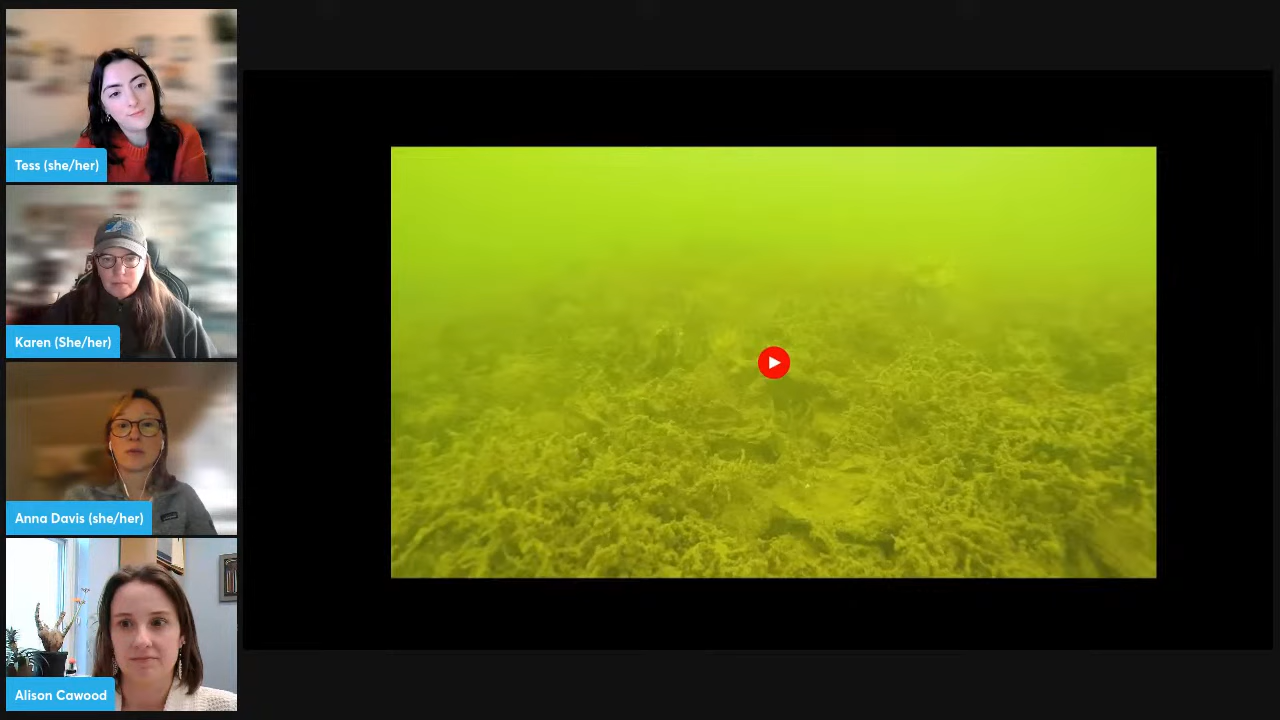 Tess (she/her)
Karen (She/her)
Anna Davis (she/her)
Alison Cawood